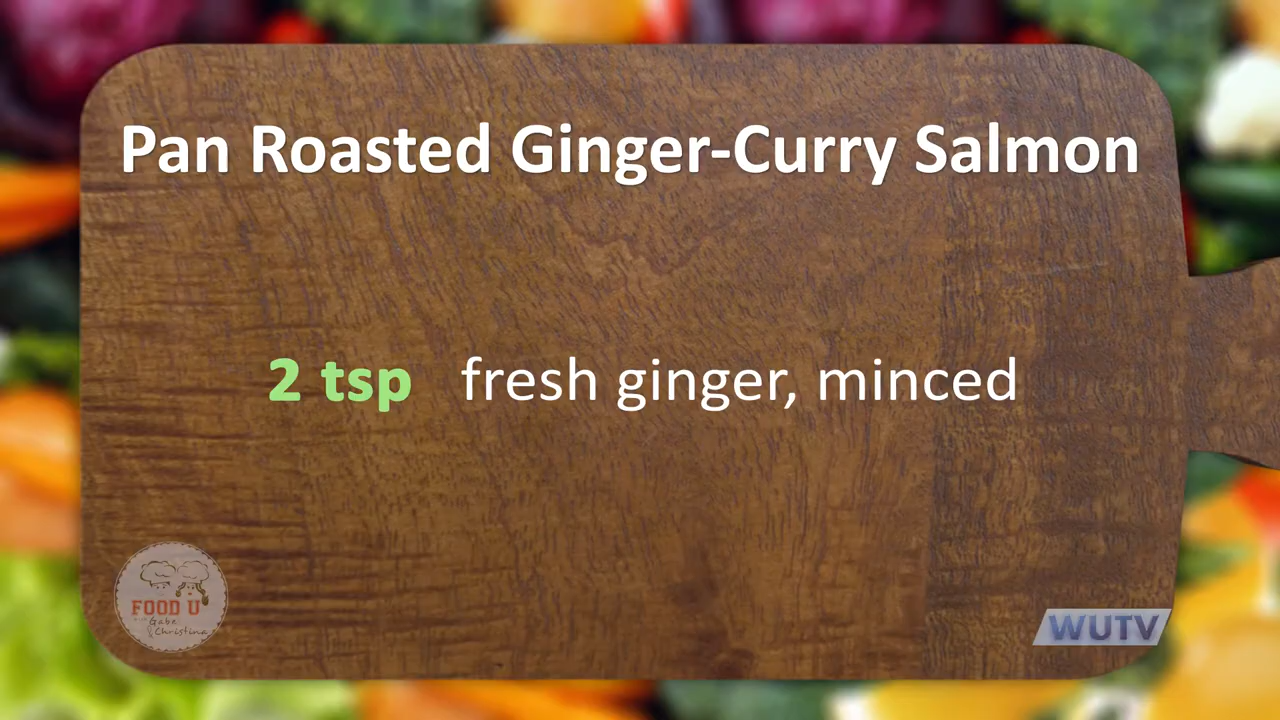 Pan Roasted Ginger-Curry Salmon
2 tsp fresh ginger, minced
FOOD U
Gabe
& Christina
WUTV